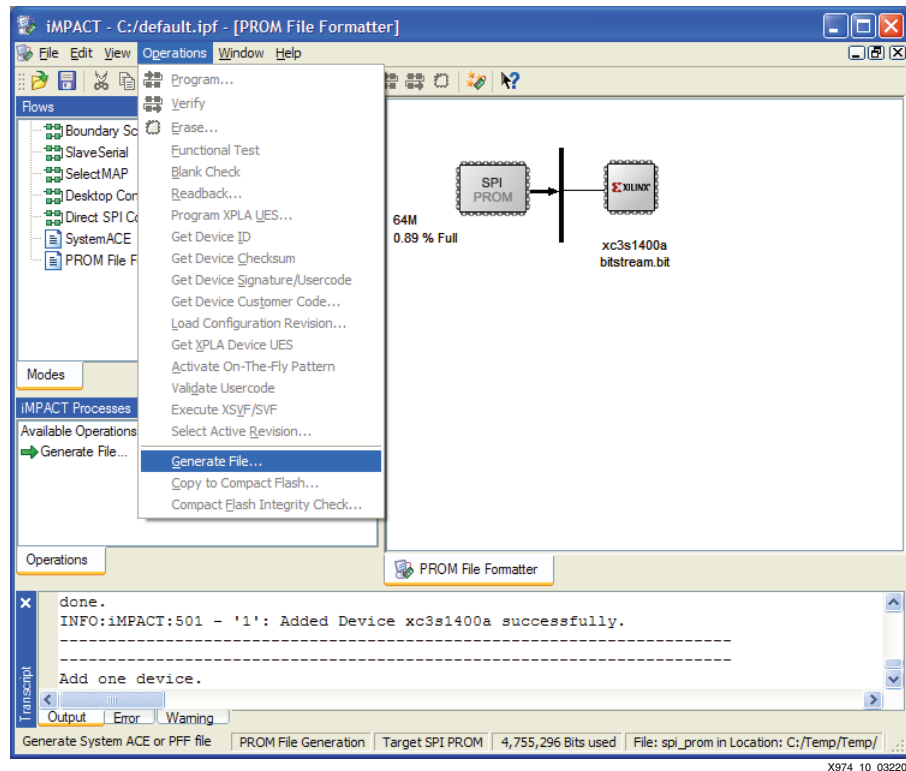 iMPACT - C:/default.ipf - [PROM File Formatter]
File Edit View Operations Window Help
Flows
Boundary Sc
SlaveSerial
SelectMAP
Desktop Con
Direct SPI Co
SystemACE
PROM File F
Modes
iMPACT Processes
Available Operations
Generate File...
Operations
Program...
Verify
Erase...
Functional Test
Blank Check
Readback...
Program XPLA UES...
Get Device ID
Get Device Checksum
Get Device Signature/Usercode
Get Device Customer Code...
Load Configuration Revision...
Get XPLA Device UES
Activate On-The-Fly Pattern
Validate Usercode
Execute XSVF/SVF
Select Active Revision...
Generate File...
Copy to Compact Flash...
Compact Flash Integrity Check...
SPI
PROM
64M
0.89 % Full
XILINX
xc3s1400a
bitstream.bit
PROM File Formatter
Transcript
done.
INFO:iMPACT:501 - '1': Added Device xc3s1400a successfully.
----------------------------------------------------------------------
----------------------------------------------------------------------
Add one device.
Output Error Warning
Generate System ACE or PFF file PROM File Generation Target SPI PROM 4,755,296 Bits used File: spi_prom in Location: C:/Temp/Temp/
X974_10_03220